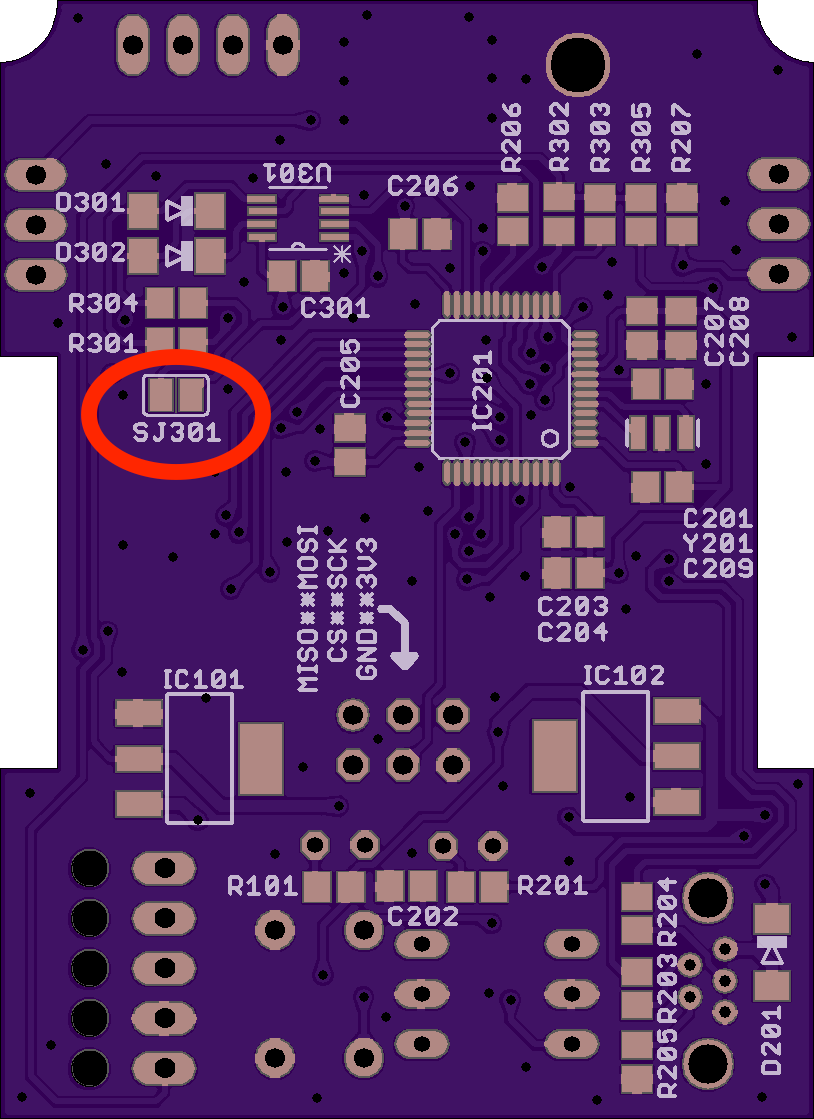 R206
R302
R303
R305
R207
U301
C206
D301
D302
C301
R304
R301
C207
C208
C205
IC201
SJ301
C201
Y201
C209
MISO**MOSI
CS**SCK
GND**3V3
C203
C204
IC101
IC102
R101
C202
R201
R204
R203
R205
D201